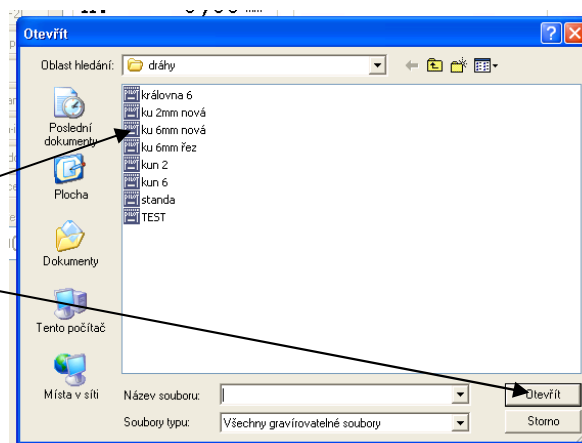 Otevřít
Oblast hledání: dráhy
královna 6
ku 2mm nová
ku 6mm nová
ku 6mm řez
kun 2
kun 6
standa
TEST
Poslední
dokumenty
Plocha
Dokumenty
Tento počítač
Místa v síti
Název souboru: Otevřít
Soubory typu: Všechny gravírovatelné soubory Storno